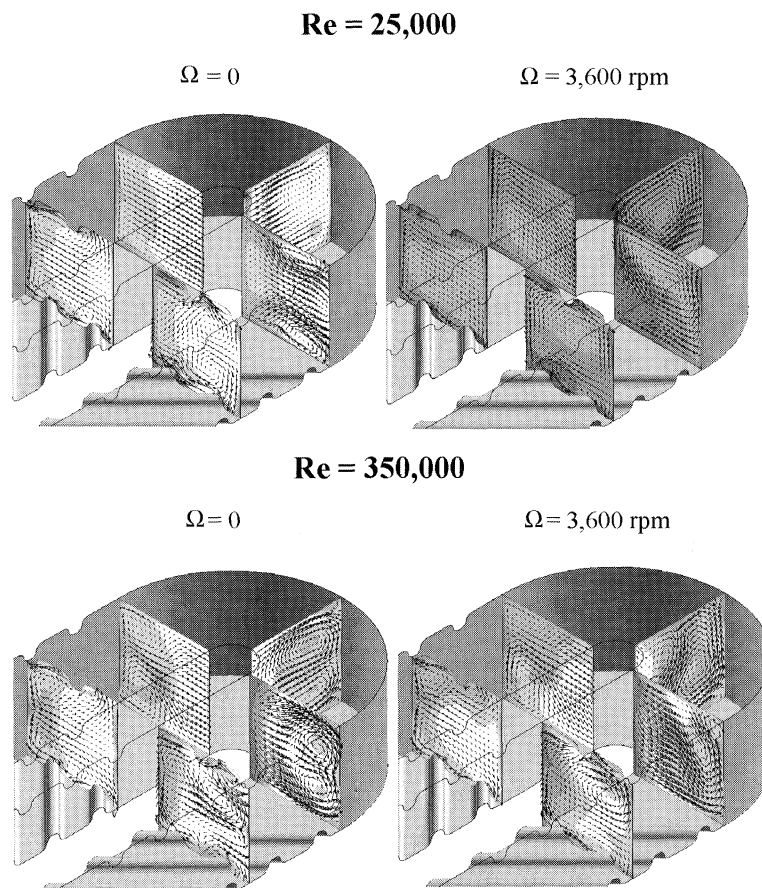 Re = 25,000
Ω = 0
Ω = 3,600 rpm
Re = 350,000
Ω = 0
Ω = 3,600 rpm